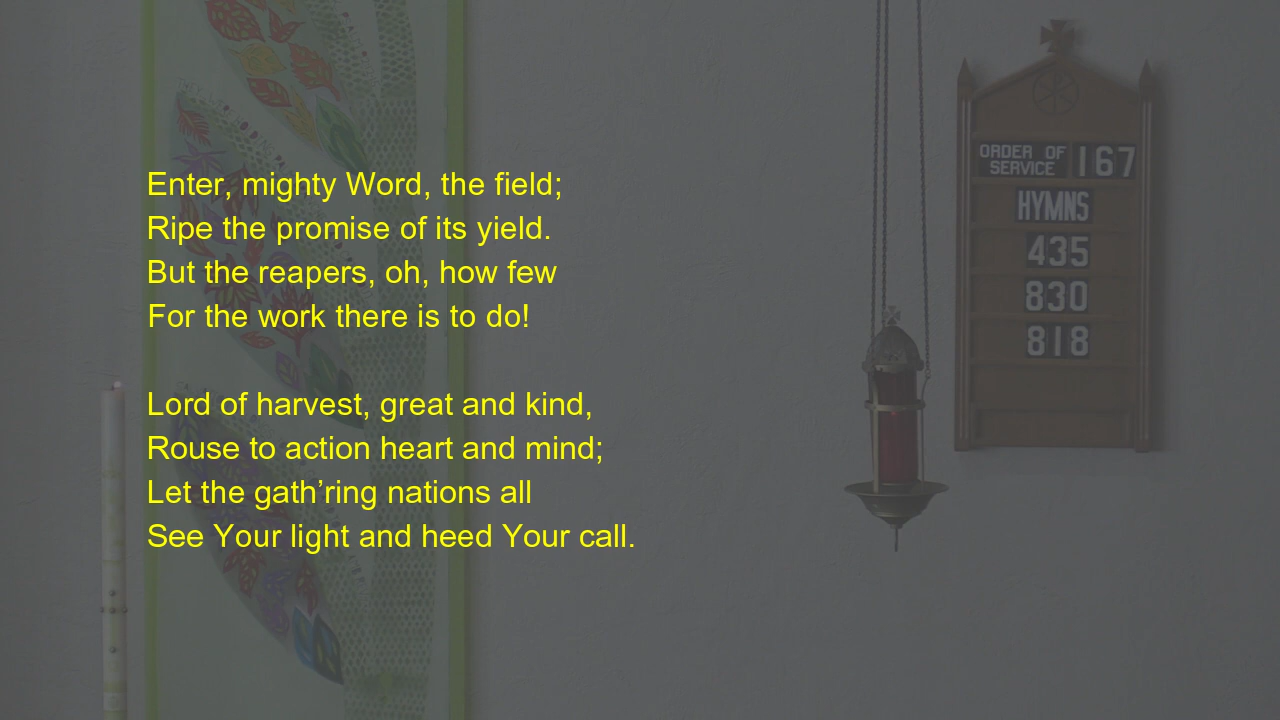 Enter, mighty Word, the field;
Ripe the promise of its yield.
But the reapers, oh, how few
For the work there is to do!
Lord of harvest, great and kind,
Rouse to action heart and mind;
Let the gath’ring nations all
See Your light and heed Your call.
ORDER OF
SERVICE 167
HYMNS
435
830
818